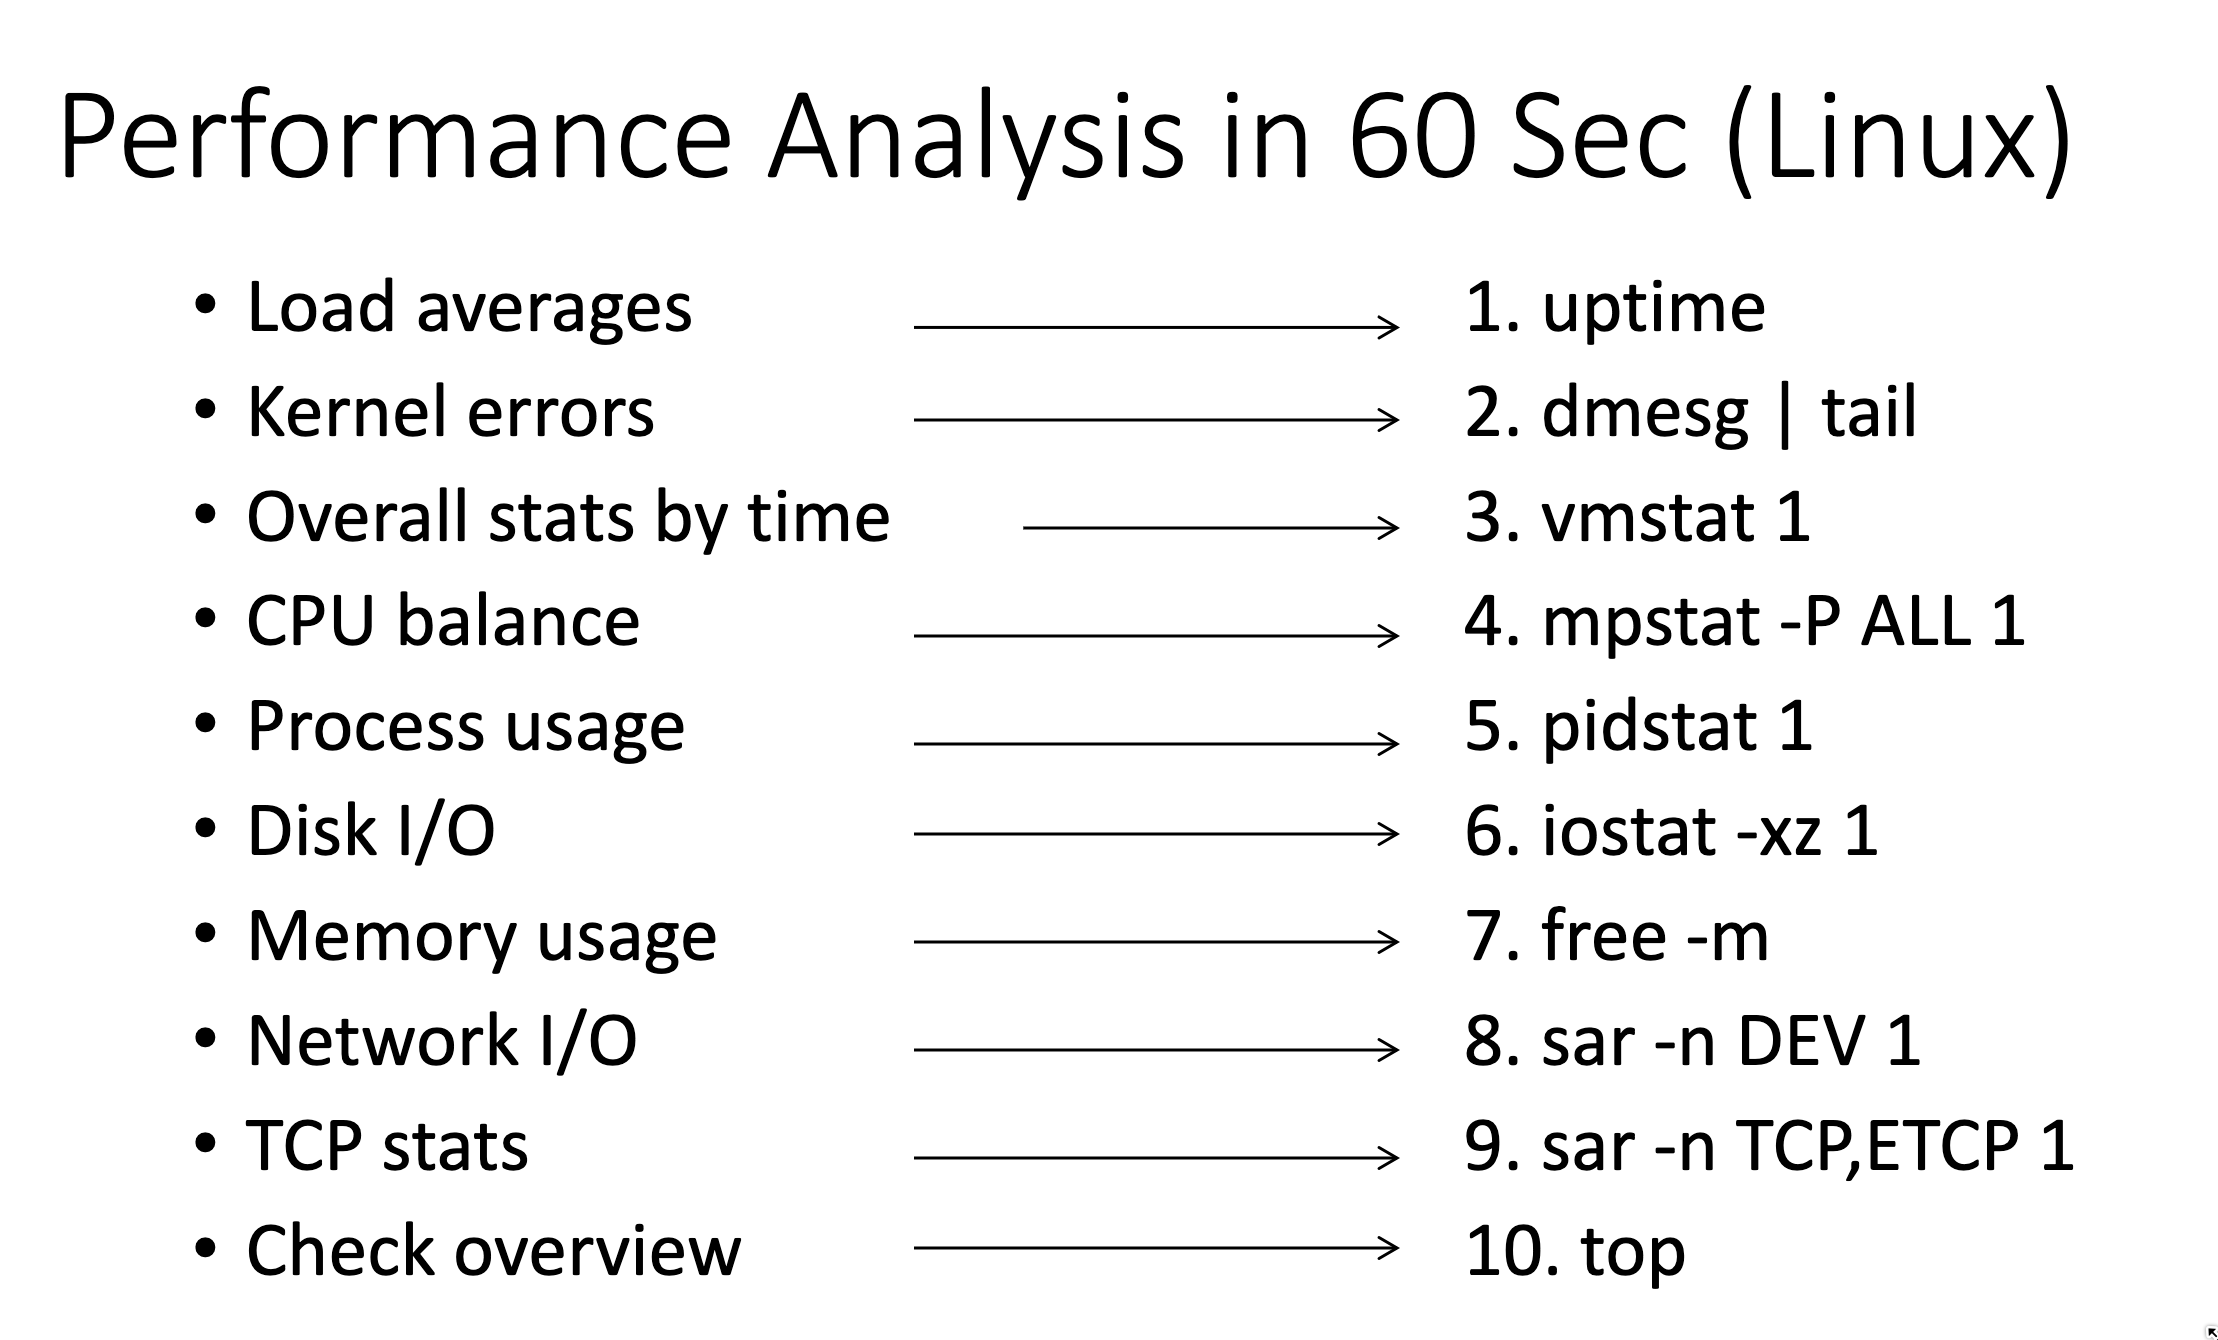 Performance Analysis in 60 Sec (Linux)
• Load averages
1. uptime
• Kernel errors
2. dmesg | tail
• Overall stats by time
3. vmstat 1
• CPU balance
4. mpstat -P ALL 1
• Process usage
5. pidstat 1
• Disk I/O
6. iostat -xz 1
• Memory usage
7. free -m
• Network I/O
8. sar -n DEV 1
• TCP stats
9. sar -n TCP,ETCP 1
• Check overview
10. top